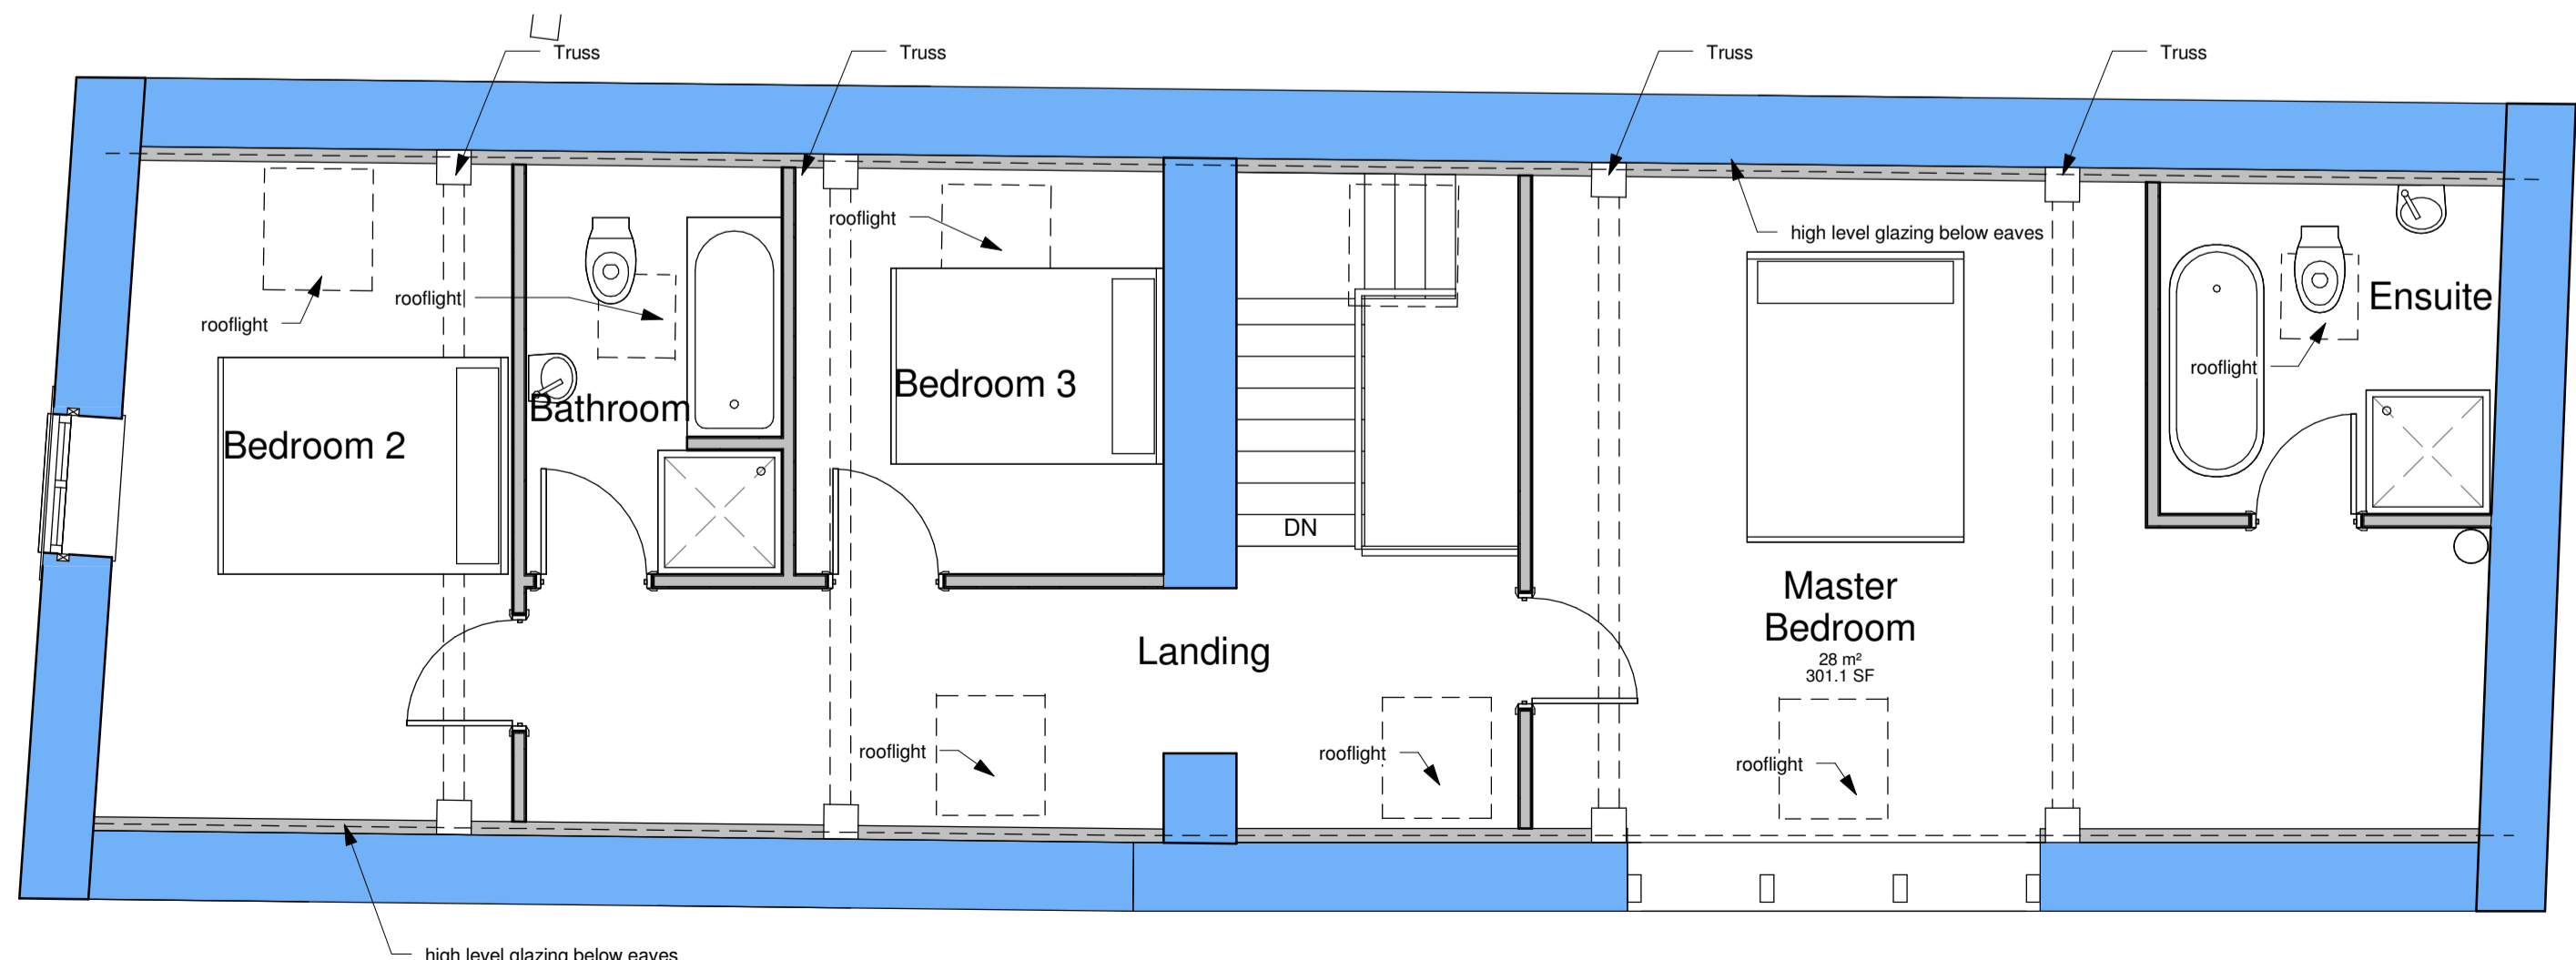 Truss
Truss
Truss
Truss
rooflight
high level glazing below eaves
rooflight
Ensuite
rooflight
rooflight
Bedroom 3
Bathroom
Bedroom 2
DN
Master
Bedroom
28 m²
301.1 SF
Landing
rooflight
rooflight
rooflight
high level glazing below eaves